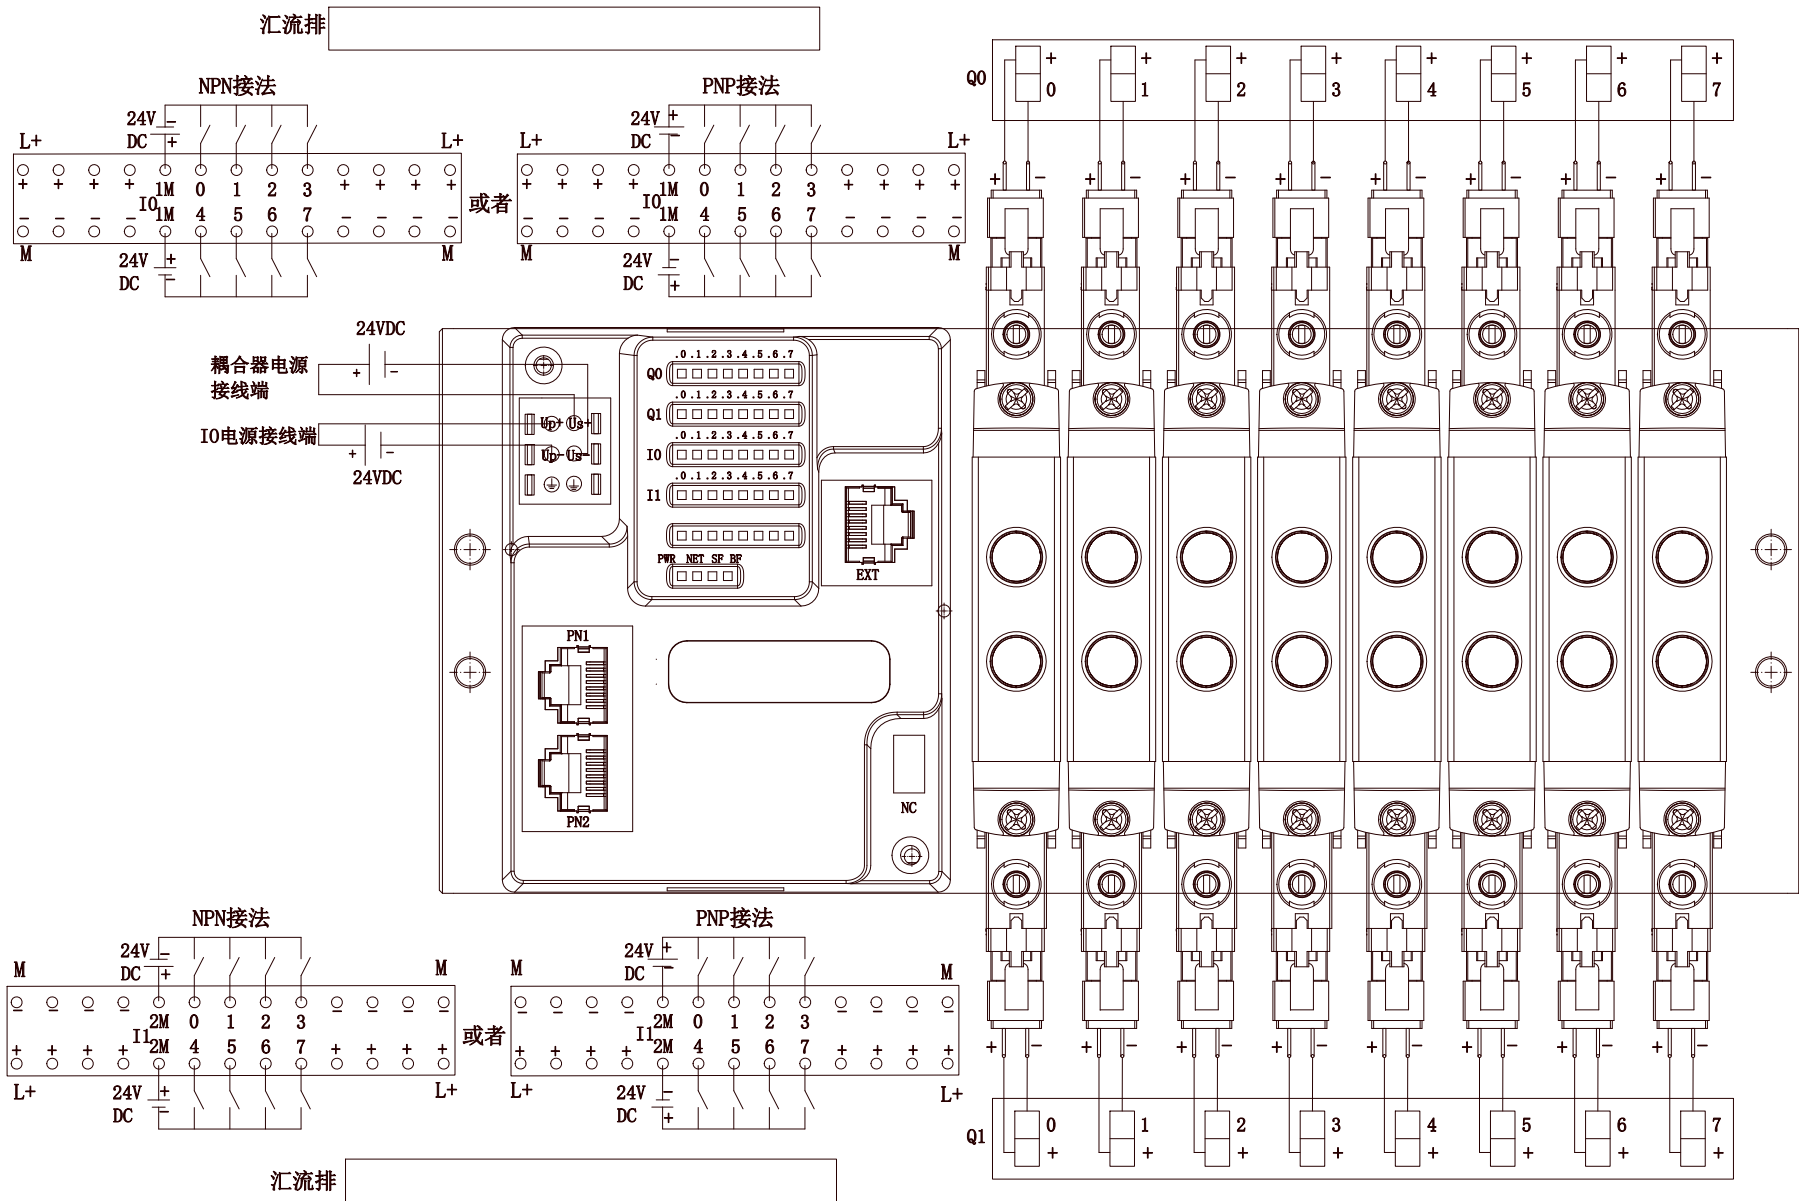 汇流排
NPN接法
PNP接法
24V - DC +
24V + DC -
L+ L+
L+ L+
+ + + + 1M 0 1 2 3 + + + +
I0
- - - - 1M 4 5 6 7 - - - -
M M
24V + DC -
或者
+ + + + 1M 0 1 2 3 + + + +
I0
- - - - 1M 4 5 6 7 - - - -
M M
24V - DC +
Q0
+ + + + + + + +
0 1 2 3 4 5 6 7
+ - + - + - + - + - + - + - + -
24VDC
耦合器电源
接线端
+ -
IO电源接线端
+ -
24VDC
Up+ Us+
Up- Us-
.0.1.2.3.4.5.6.7
Q0
.0.1.2.3.4.5.6.7
Q1
.0.1.2.3.4.5.6.7
I0
.0.1.2.3.4.5.6.7
I1
PWR NET SF BF
EXT
PN1
PN2
NC
NPN接法
PNP接法
24V - DC +
24V + DC -
M M
M M
- - - - 2M 0 1 2 3 - - - -
I1
+ + + + 2M 4 5 6 7 + + + +
L+ L+
24V + DC -
或者
- - - - 2M 0 1 2 3 - - - -
I1
+ + + + 2M 4 5 6 7 + + + +
L+ L+
24V - DC +
+ - + - + - + - + - + - + - + -
Q1
0 1 2 3 4 5 6 7
+ + + + + + + +
汇流排